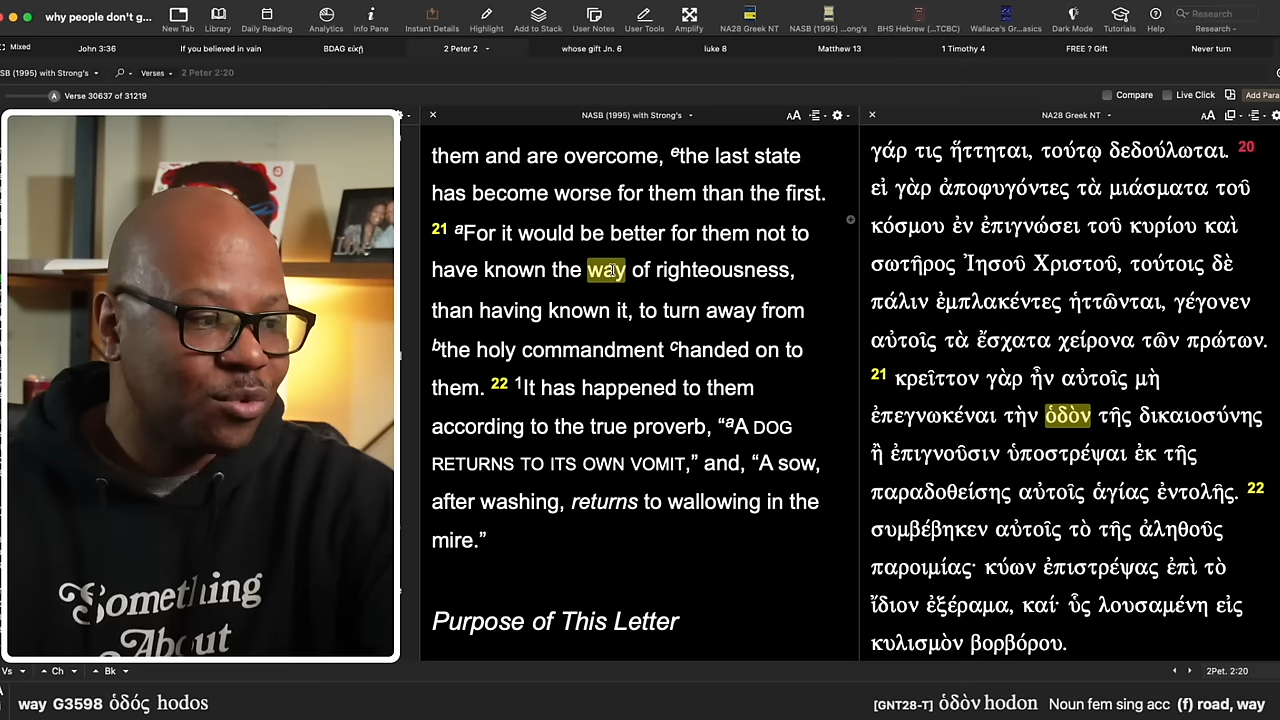 why people don't g...
New Tab
Library
Daily Reading
Analytics
Info Pane
Instant Details
Highlight
Add to Stack
User Notes
User Tools
Amplify
NA28 Greek NT
BHS Hebrew (...TCBC)
Wallace's Gr...asics
Dark Mode
Tutorials
Help
Research
Research
Mixed
John 3:36
If you believed in vain
BDAG εἰκῇ
2 Peter 2
whose gift Jn. 6
luke 8
Matthew 13
1 Timothy 4
FREE ? Gift
Never turn
SB (1995) with Strong's
Verses
2 Peter 2:20
A
Verse 30637 of 31219
Compare
Live Click
Add Para
NASB (1995) with Strong's
AA
them and are overcome, ᵉthe last state
has become worse for them than the first.
21 ᵃFor it would be better for them not to
have known the way of righteousness,
than having known it, to turn away from
ᵇthe holy commandment ᶜhanded on to
them. 22 ¹It has happened to them
according to the true proverb, “ᵃA DOG
RETURNS TO ITS OWN VOMIT,” and, “A sow,
after washing, returns to wallowing in the
mire.”
Purpose of This Letter
NA28 Greek NT
AA
γάρ τις ἥττηται, τούτῳ δεδούλωται. 20
εἰ γὰρ ἀποφυγόντες τὰ μιάσματα τοῦ
κόσμου ἐν ἐπιγνώσει τοῦ κυρίου καὶ
σωτῆρος Ἰησοῦ Χριστοῦ, τούτοις δὲ
πάλιν ἐμπλακέντες ἡττῶνται, γέγονεν
αὐτοῖς τὰ ἔσχατα χείρονα τῶν πρώτων.
21 κρεῖττον γὰρ ἦν αὐτοῖς μὴ
ἐπεγνωκέναι τὴν ὁδὸν τῆς δικαιοσύνης
ἢ ἐπιγνοῦσιν ὑποστρέψαι ἐκ τῆς
παραδοθείσης αὐτοῖς ἁγίας ἐντολῆς. 22
συμβέβηκεν αὐτοῖς τὸ τῆς ἀληθοῦς
παροιμίας· κύων ἐπιστρέψας ἐπὶ τὸ
ἴδιον ἐξέραμα, καί· ὗς λουσαμένη εἰς
κυλισμὸν βορβόρου.
LOVE
Something
About
Vs
Ch
Bk
2Pet. 2:20
way G3598 ὁδός hodos
[GNT28-T] ὁδὸν hodon Noun fem sing acc (f) road, way